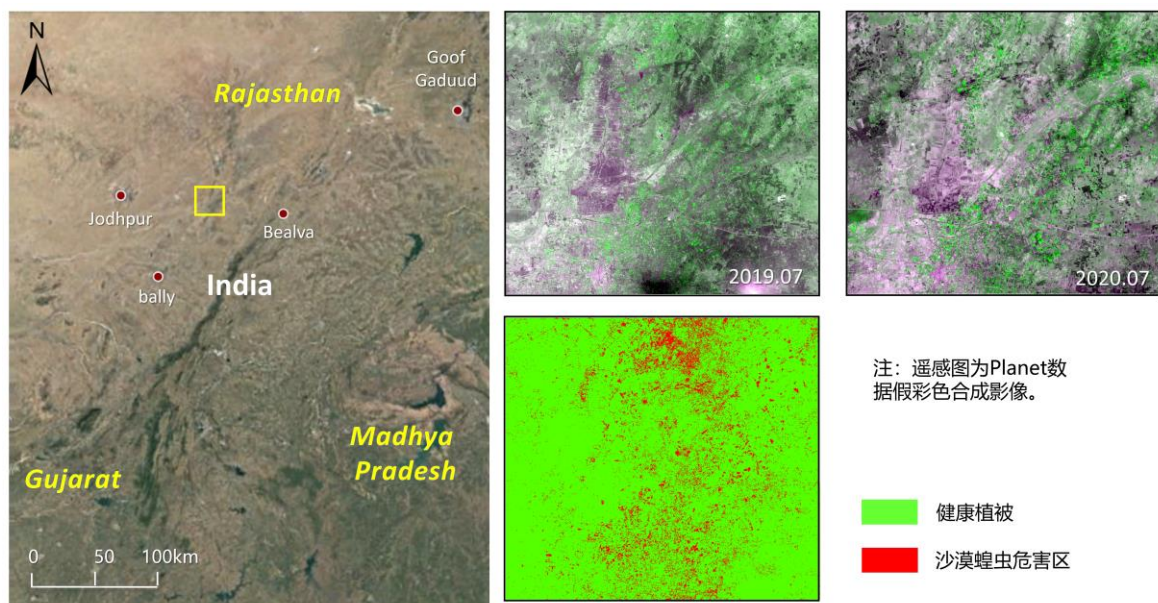 N
Goof
Gaduud
Rajasthan
Jodhpur
Bealva
bally
India
Madhya
Pradesh
Gujarat
0 50 100km
2019.07
2020.07
注：遥感图为Planet数
据假彩色合成影像。
健康植被
沙漠蝗虫危害区